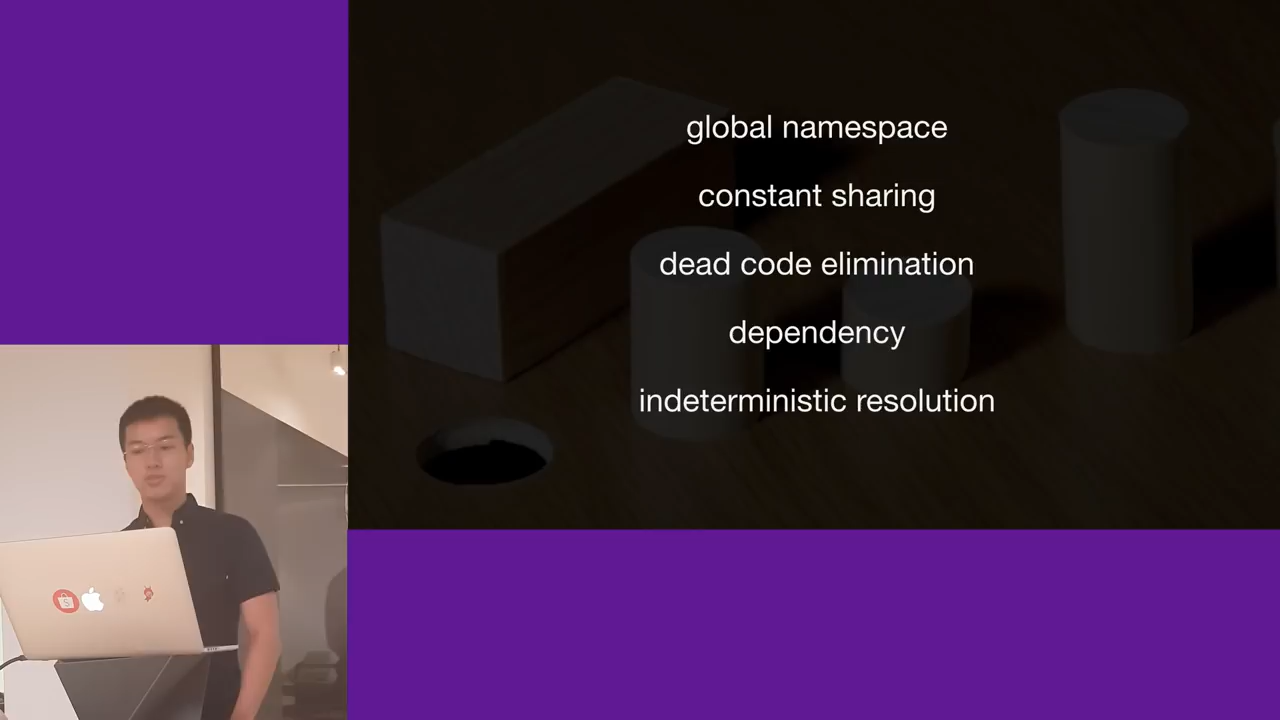 global namespace
constant sharing
dead code elimination
dependency
indeterministic resolution